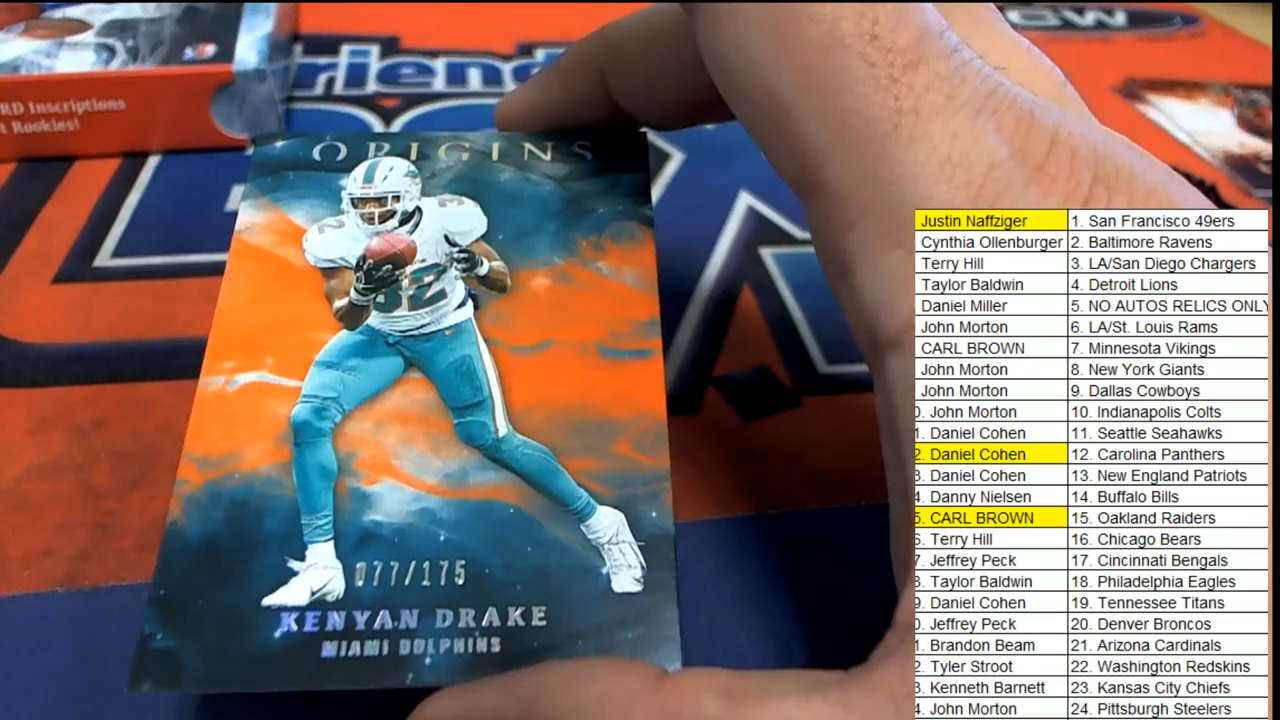 RD Inscriptions
t Rookies!
riend
CW
ORIGINS
32
32
077/175
KENYAN DRAKE
MIAMI DOLPHINS
Justin Naffziger 1. San Francisco 49ers
Cynthia Ollenburger 2. Baltimore Ravens
Terry Hill 3. LA/San Diego Chargers
Taylor Baldwin 4. Detroit Lions
Daniel Miller 5. NO AUTOS RELICS ONLY
John Morton 6. LA/St. Louis Rams
CARL BROWN 7. Minnesota Vikings
John Morton 8. New York Giants
John Morton 9. Dallas Cowboys
0. John Morton 10. Indianapolis Colts
1. Daniel Cohen 11. Seattle Seahawks
2. Daniel Cohen 12. Carolina Panthers
3. Daniel Cohen 13. New England Patriots
4. Danny Nielsen 14. Buffalo Bills
5. CARL BROWN 15. Oakland Raiders
6. Terry Hill 16. Chicago Bears
7. Jeffrey Peck 17. Cincinnati Bengals
8. Taylor Baldwin 18. Philadelphia Eagles
9. Daniel Cohen 19. Tennessee Titans
0. Jeffrey Peck 20. Denver Broncos
1. Brandon Beam 21. Arizona Cardinals
2. Tyler Stroot 22. Washington Redskins
3. Kenneth Barnett 23. Kansas City Chiefs
4. John Morton 24. Pittsburgh Steelers